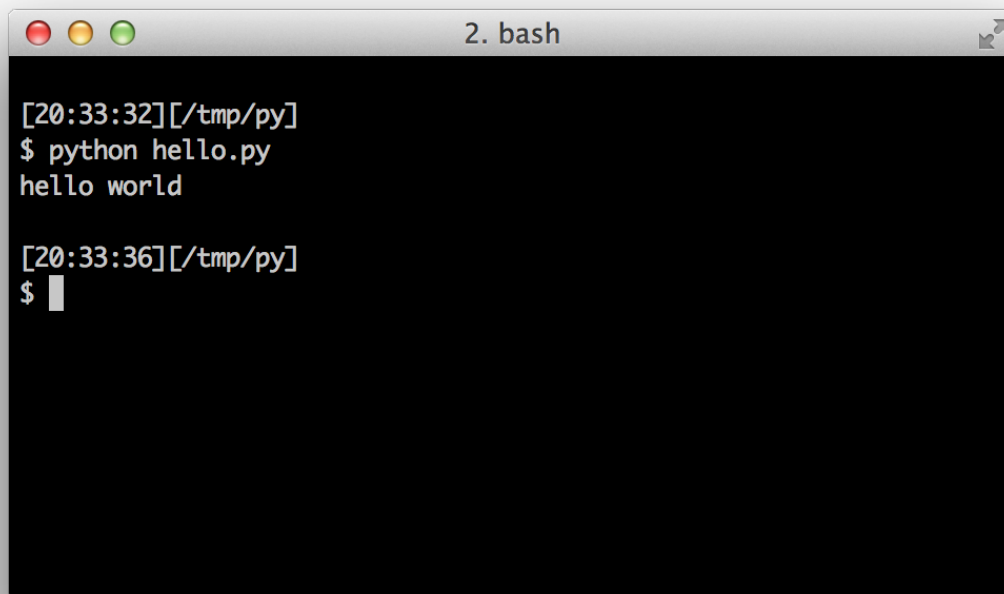 2. bash
[20:33:32][/tmp/py]
$ python hello.py
hello world
[20:33:36][/tmp/py]
$